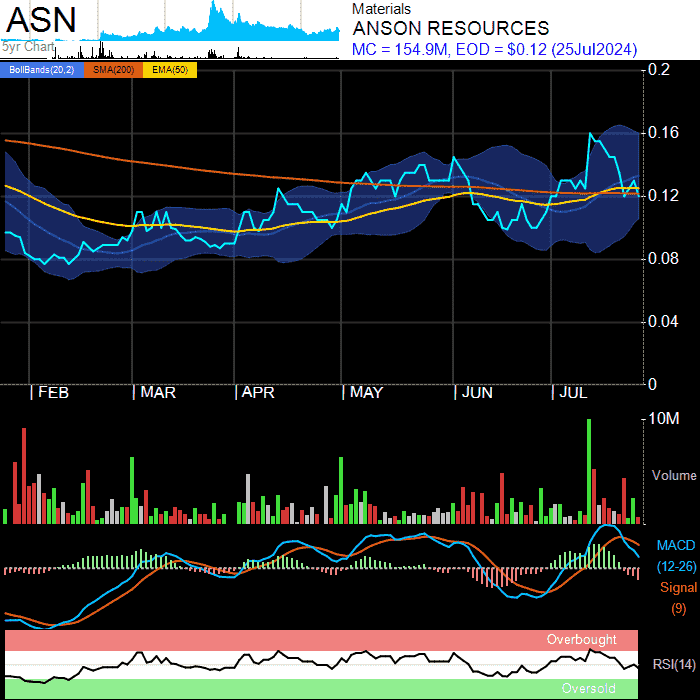 ASN
5yr Chart
Materials
ANSON RESOURCES
MC = 154.9M, EOD = $0.12 (25Jul2024)
BollBands(20,2) SMA(200) EMA(50)
0.2
0.16
0.12
0.08
0.04
0
FEB MAR APR MAY JUN JUL
10M
Volume
MACD
(12-26)
Signal
(9)
Overbought
RSI(14)
Oversold